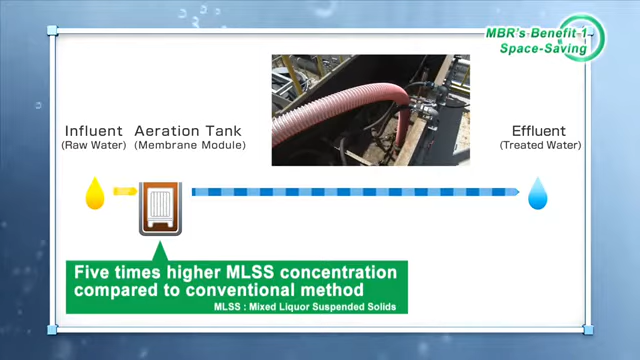 MBR's Benefit 1
Space-Saving
Influent
(Raw Water)
Aeration Tank
(Membrane Module)
Effluent
(Treated Water)
Five times higher MLSS concentration
compared to conventional method
MLSS : Mixed Liquor Suspended Solids